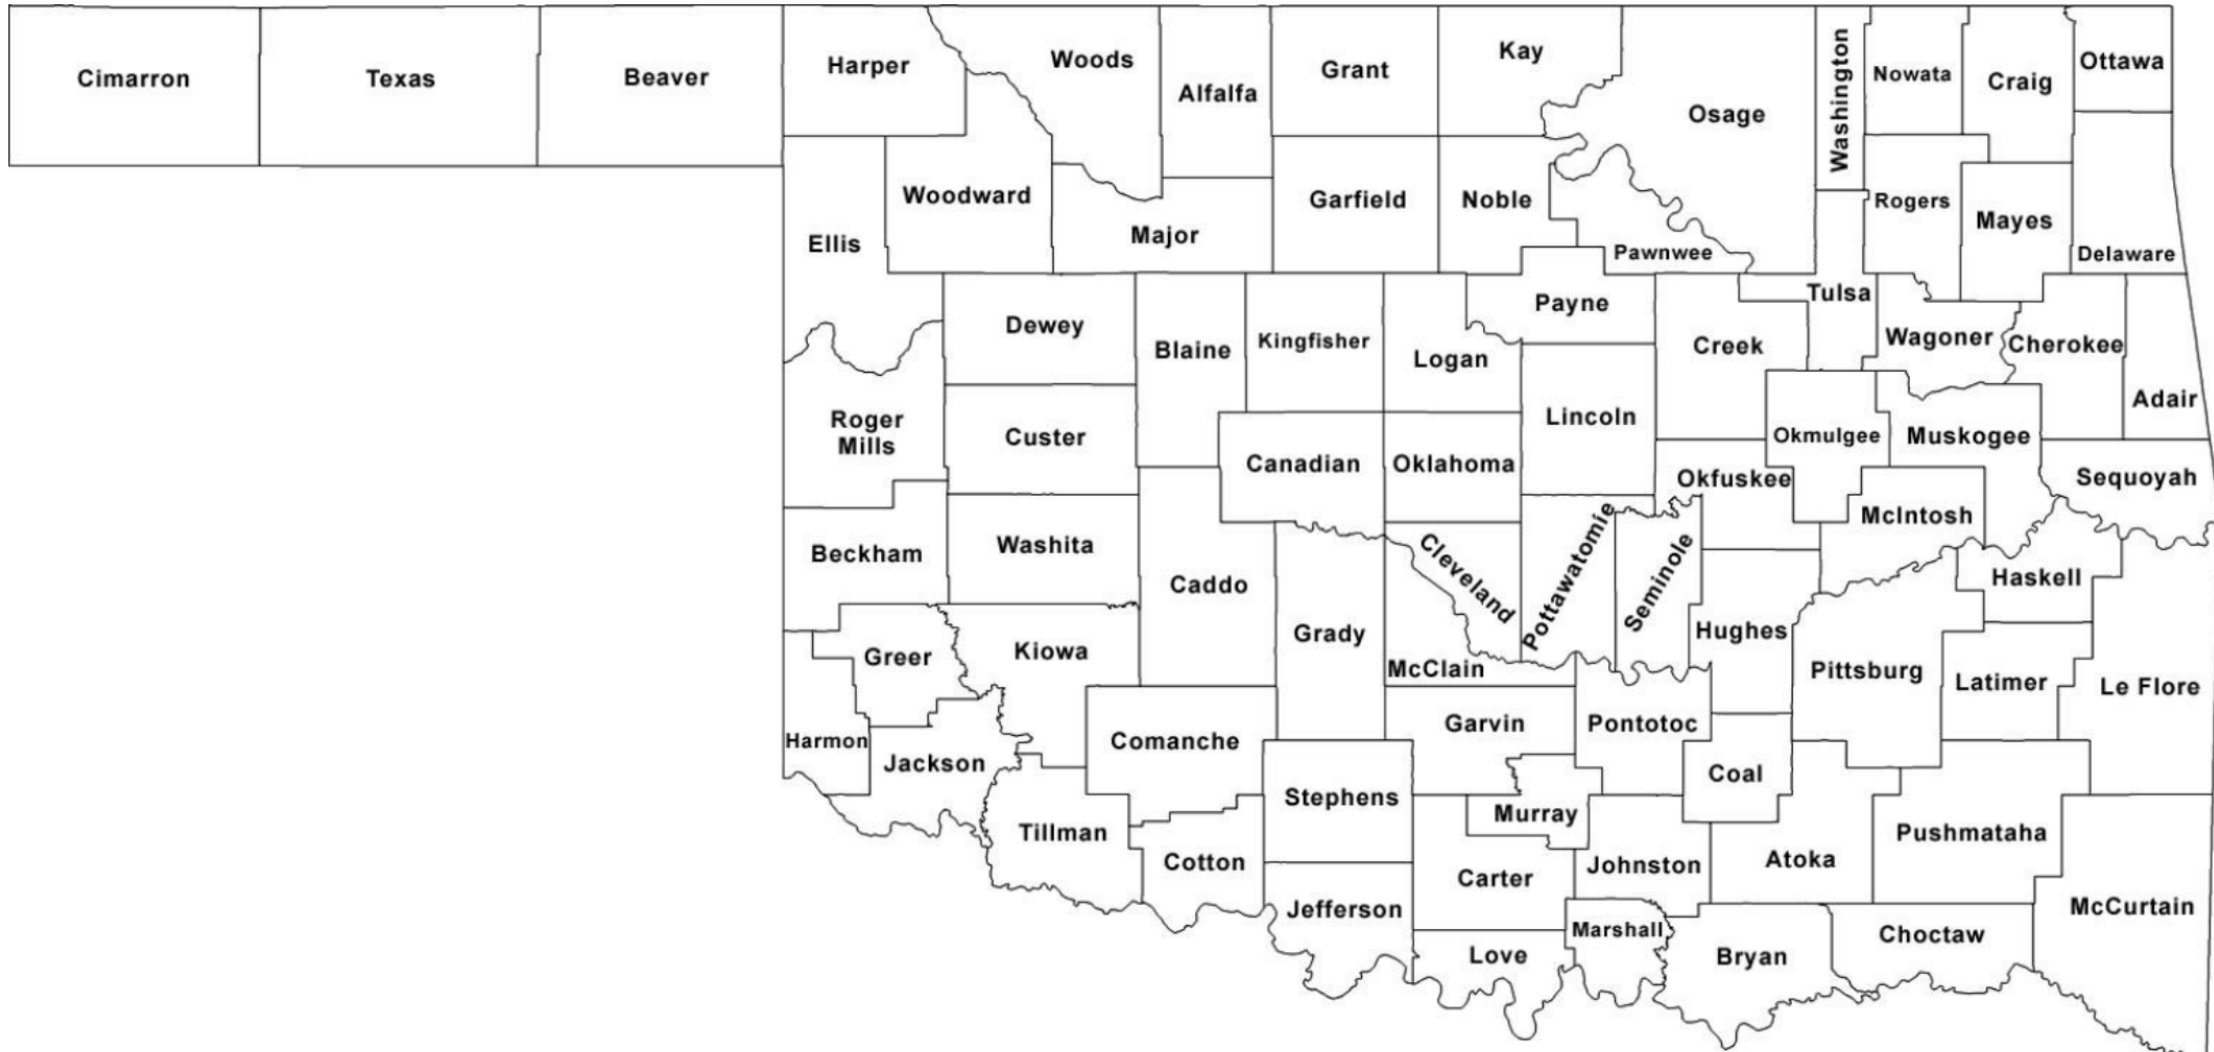 Cimarron
Texas
Beaver
Harper
Woods
Alfalfa
Grant
Kay
Osage
Washington
Nowata
Craig
Ottawa
Ellis
Woodward
Major
Garfield
Noble
Pawnwee
Rogers
Mayes
Delaware
Dewey
Blaine
Kingfisher
Logan
Payne
Creek
Tulsa
Wagoner
Cherokee
Adair
Roger
Mills
Custer
Canadian
Oklahoma
Lincoln
Okfuskee
Okmulgee
Muskogee
Sequoyah
McIntosh
Beckham
Washita
Caddo
Grady
Cleveland
Pottawatomie
Seminole
Hughes
Haskell
Greer
Kiowa
McClain
Pittsburg
Latimer
Le Flore
Harmon
Jackson
Comanche
Garvin
Pontotoc
Coal
Stephens
Murray
Tillman
Cotton
Carter
Johnston
Atoka
Pushmataha
Jefferson
Love
Marshall
Bryan
Choctaw
McCurtain